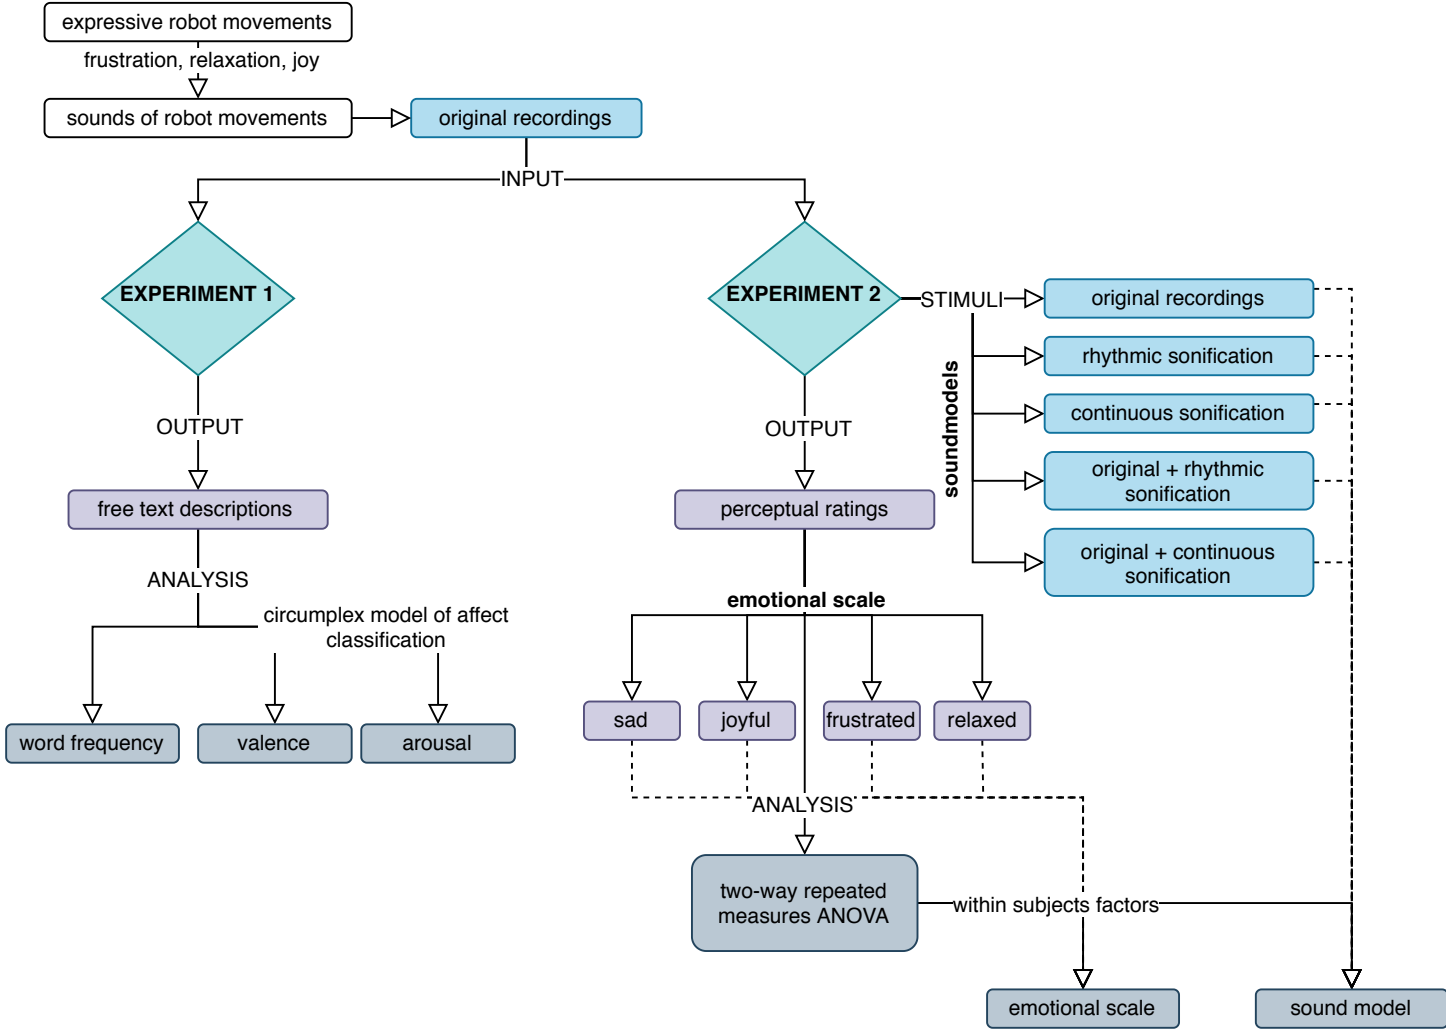 expressive robot movements
frustration, relaxation, joy
sounds of robot movements
original recordings
INPUT
EXPERIMENT 1
OUTPUT
free text descriptions
ANALYSIS
circumplex model of affect
classification
word frequency
valence
arousal
EXPERIMENT 2
STIMULI
soundmodels
original recordings
rhythmic sonification
continuous sonification
original + rhythmic
sonification
original + continuous
sonification
OUTPUT
perceptual ratings
emotional scale
sad
joyful
frustrated
relaxed
ANALYSIS
two-way repeated
measures ANOVA
within subjects factors
emotional scale
sound model